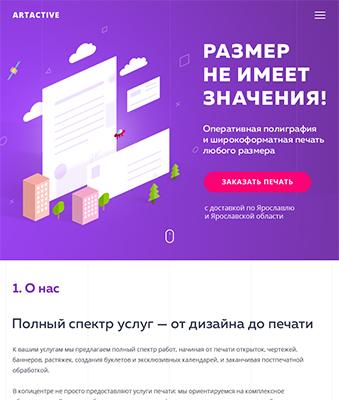 ARTACTIVE
РАЗМЕР
НЕ ИМЕЕТ
ЗНАЧЕНИЯ!
Оперативная полиграфия
и широкоформатная печать
любого размера
ЗАКАЗАТЬ ПЕЧАТЬ
с доставкой по Ярославлю
и Ярославской области
1. О нас
Полный спектр услуг — от дизайна до печати
К вашим услугам мы предлагаем полный спектр работ, начиная от печати открыток, чертежей,
баннеров, растяжек, создания буклетов и эксклюзивных календарей, и заканчивая постпечатной
обработкой.
В копицентре не просто предоставляют услуги печати: мы ориентируемся на комплексное